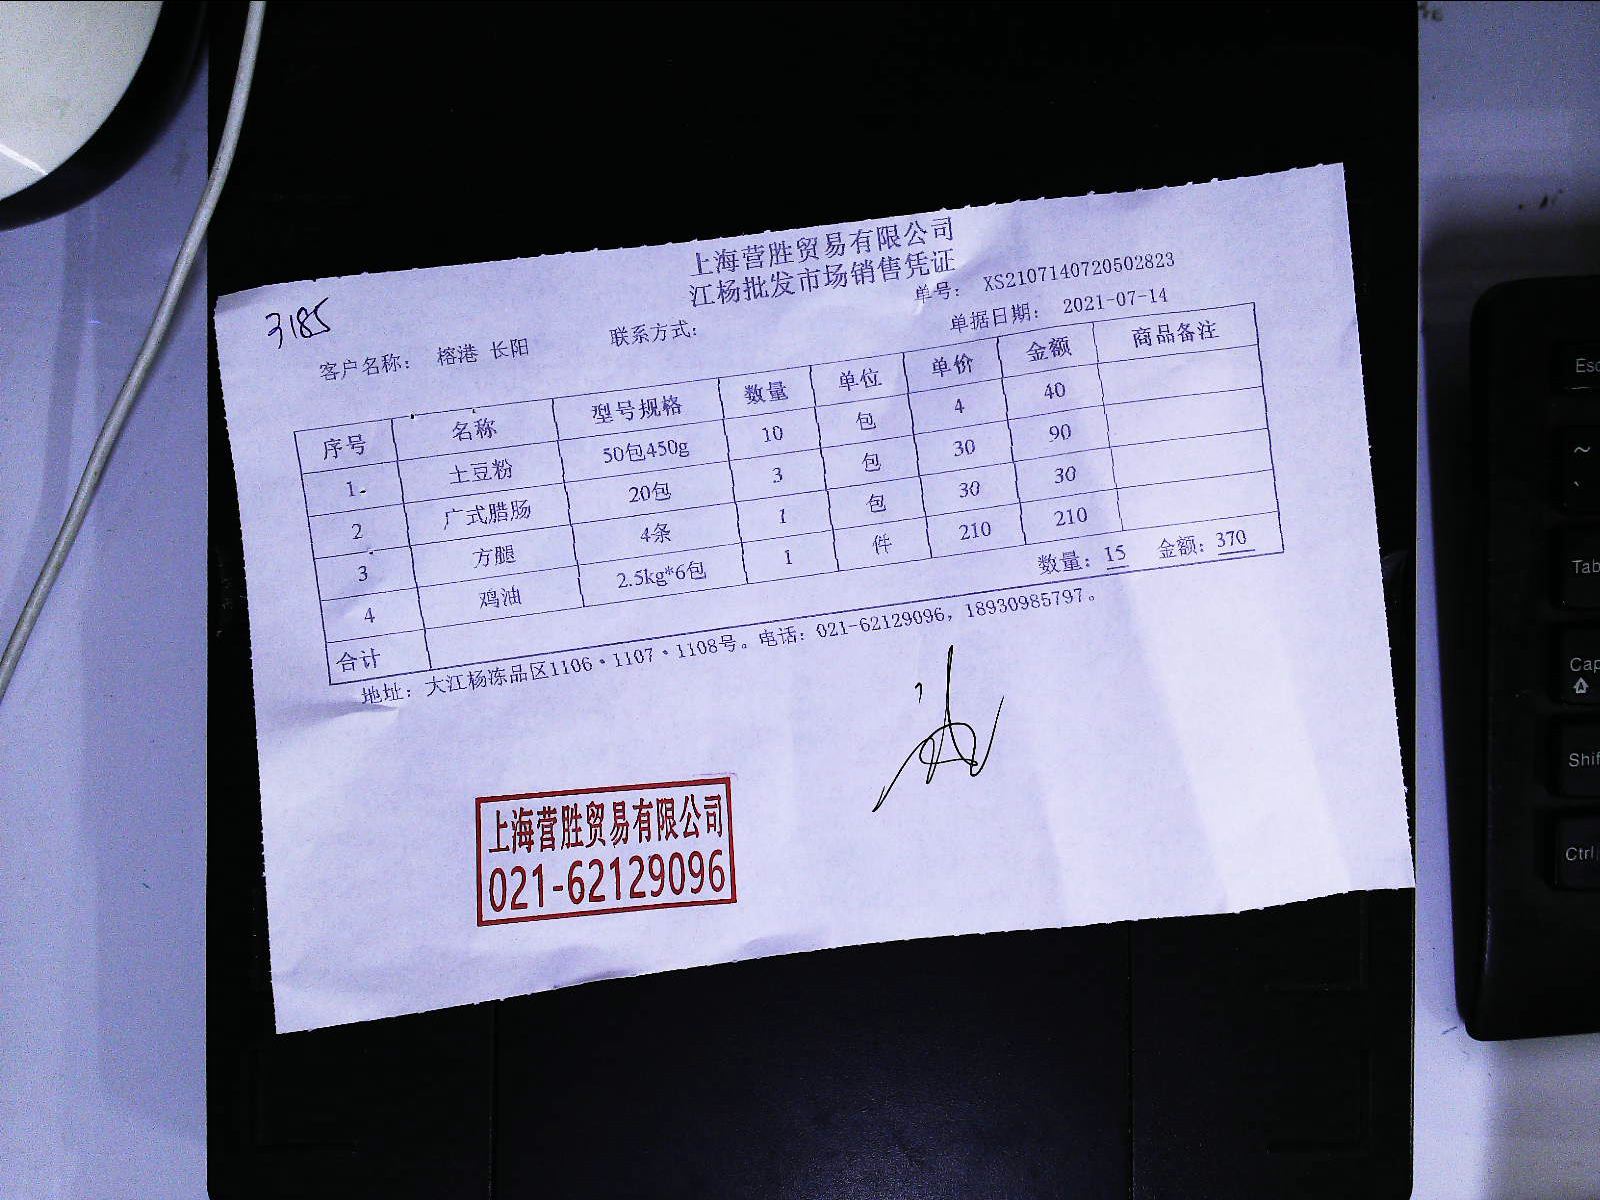 上海营胜贸易有限公司
江杨批发市场销售凭证
3185
单号： XS2107140720502823
客户名称： 榕港 长阳 联系方式： 单据日期： 2021-07-14
序号 名称 型号规格 数量 单位 单价 金额 商品备注
1 土豆粉 50包450g 10 包 4 40
2 广式腊肠 20包 3 包 30 90
3 方腿 4条 1 包 30 30
4 鸡油 2.5kg*6包 1 件 210 210
合计 数量：15 金额：370
地址：大江杨冻品区1106·1107·1108号。电话：021-62129096，18930985797。
上海营胜贸易有限公司
021-62129096
Esc
~
`
Tab
Cap
Shif
Ctrl